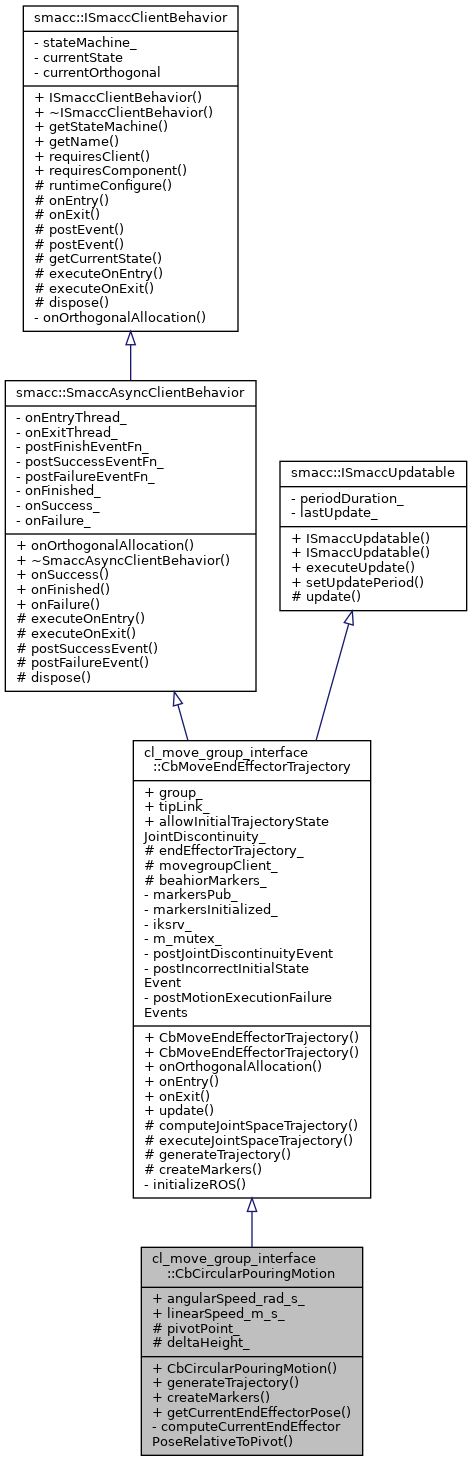 smacc::ISmaccClientBehavior
- stateMachine_
- currentState
- currentOrthogonal
+ ISmaccClientBehavior()
+ ~ISmaccClientBehavior()
+ getStateMachine()
+ getName()
+ requiresClient()
+ requiresComponent()
# runtimeConfigure()
# onEntry()
# onExit()
# postEvent()
# postEvent()
# getCurrentState()
# executeOnEntry()
# executeOnExit()
# dispose()
- onOrthogonalAllocation()
smacc::SmaccAsyncClientBehavior
- onEntryThread_
- onExitThread_
- postFinishEventFn_
- postSuccessEventFn_
- postFailureEventFn_
- onFinished_
- onSuccess_
- onFailure_
+ onOrthogonalAllocation()
+ ~SmaccAsyncClientBehavior()
+ onSuccess()
+ onFinished()
+ onFailure()
# executeOnEntry()
# executeOnExit()
# postSuccessEvent()
# postFailureEvent()
# dispose()
smacc::ISmaccUpdatable
- periodDuration_
- lastUpdate_
+ ISmaccUpdatable()
+ ISmaccUpdatable()
+ executeUpdate()
+ setUpdatePeriod()
# update()
cl_move_group_interface
::CbMoveEndEffectorTrajectory
+ group_
+ tipLink_
+ allowInitialTrajectoryState
JointDiscontinuity_
# endEffectorTrajectory_
# movegroupClient_
# beahiorMarkers_
- markersPub_
- markersInitialized_
- iksrv_
- m_mutex_
- postJointDiscontinuityEvent
- postIncorrectInitialState
Event
- postMotionExecutionFailure
Events
+ CbMoveEndEffectorTrajectory()
+ CbMoveEndEffectorTrajectory()
+ onOrthogonalAllocation()
+ onEntry()
+ onExit()
+ update()
# computeJointSpaceTrajectory()
# executeJointSpaceTrajectory()
# generateTrajectory()
# createMarkers()
- initializeROS()
cl_move_group_interface
::CbCircularPouringMotion
+ angularSpeed_rad_s_
+ linearSpeed_m_s_
# pivotPoint_
# deltaHeight_
+ CbCircularPouringMotion()
+ generateTrajectory()
+ createMarkers()
+ getCurrentEndEffectorPose()
- computeCurrentEndEffector
PoseRelativeToPivot()